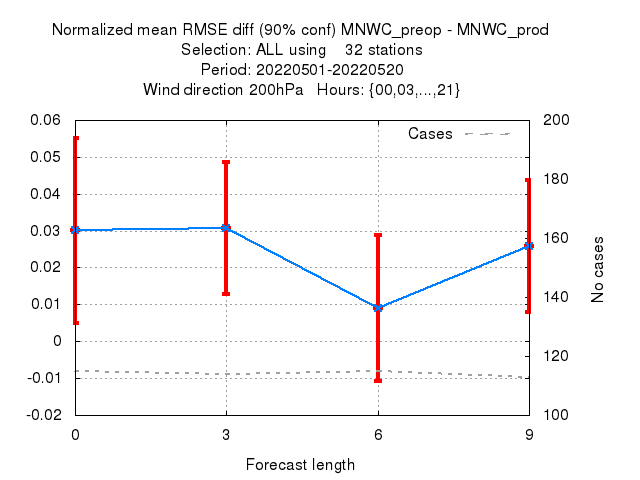 Normalized mean RMSE diff (90% conf) MNWC_preop - MNWC_prod
Selection: ALL using 32 stations
Period: 20220501-20220520
Wind direction 200hPa Hours: {00,03,...,21}
Cases
0.06
0.05
0.04
0.03
0.02
0.01
0
-0.01
-0.02
200
180
160
140
120
100
No cases
0 3 6 9
Forecast length